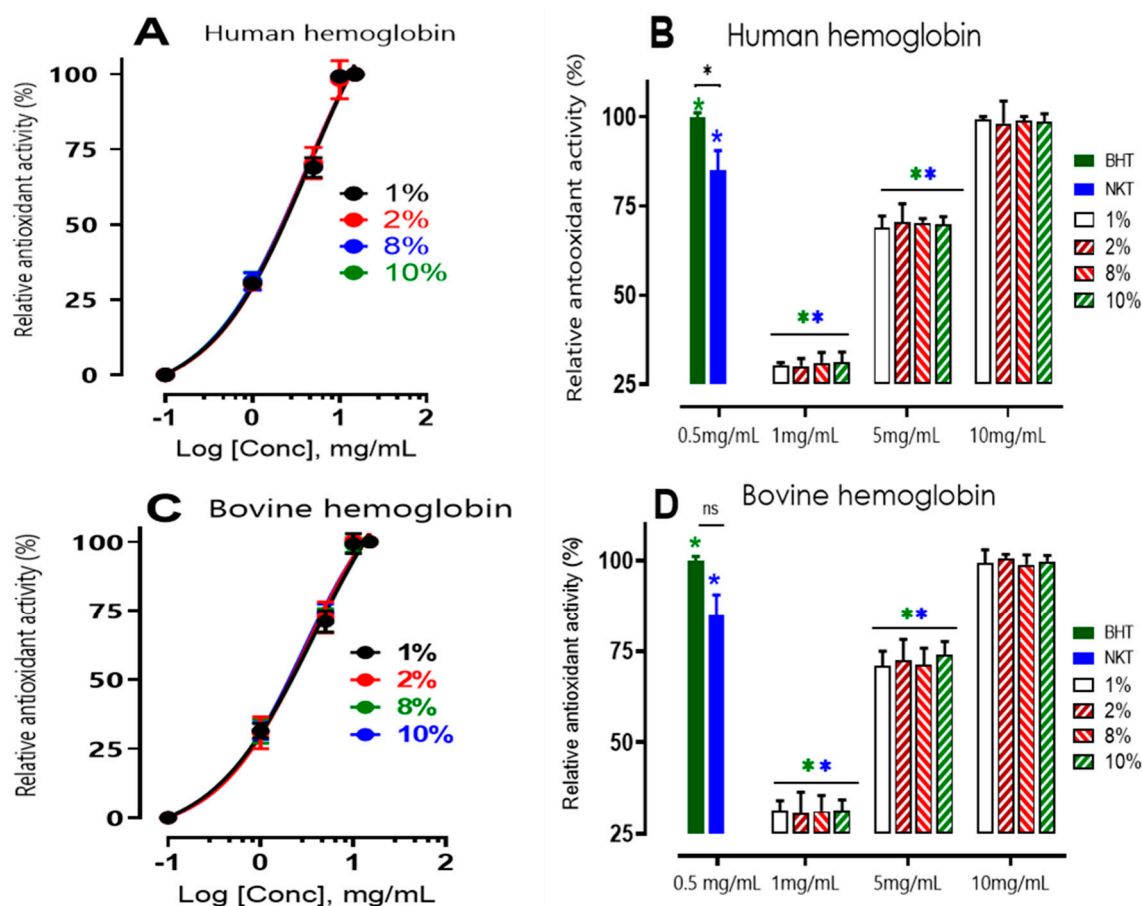 A Human hemoglobin
Relative antioxidant activity (%)
100
75
50
25
0
1%
2%
8%
10%
-1 0 1 2
Log [Conc], mg/mL
B Human hemoglobin
Relative antooxidant activity (%)
100
75
50
25
*
* *
**
**
BHT
NKT
1%
2%
8%
10%
0.5mg/mL 1mg/mL 5mg/mL 10mg/mL
C Bovine hemoglobin
Relative antioxidant activity (%)
100
75
50
25
0
1%
2%
8%
10%
-1 0 1 2
Log [Conc], mg/mL
D Bovine hemoglobin
Relative antioxidant activity (%)
100
75
50
25
ns
* *
**
**
BHT
NKT
1%
2%
8%
10%
0.5 mg/mL 1mg/mL 5mg/mL 10mg/mL